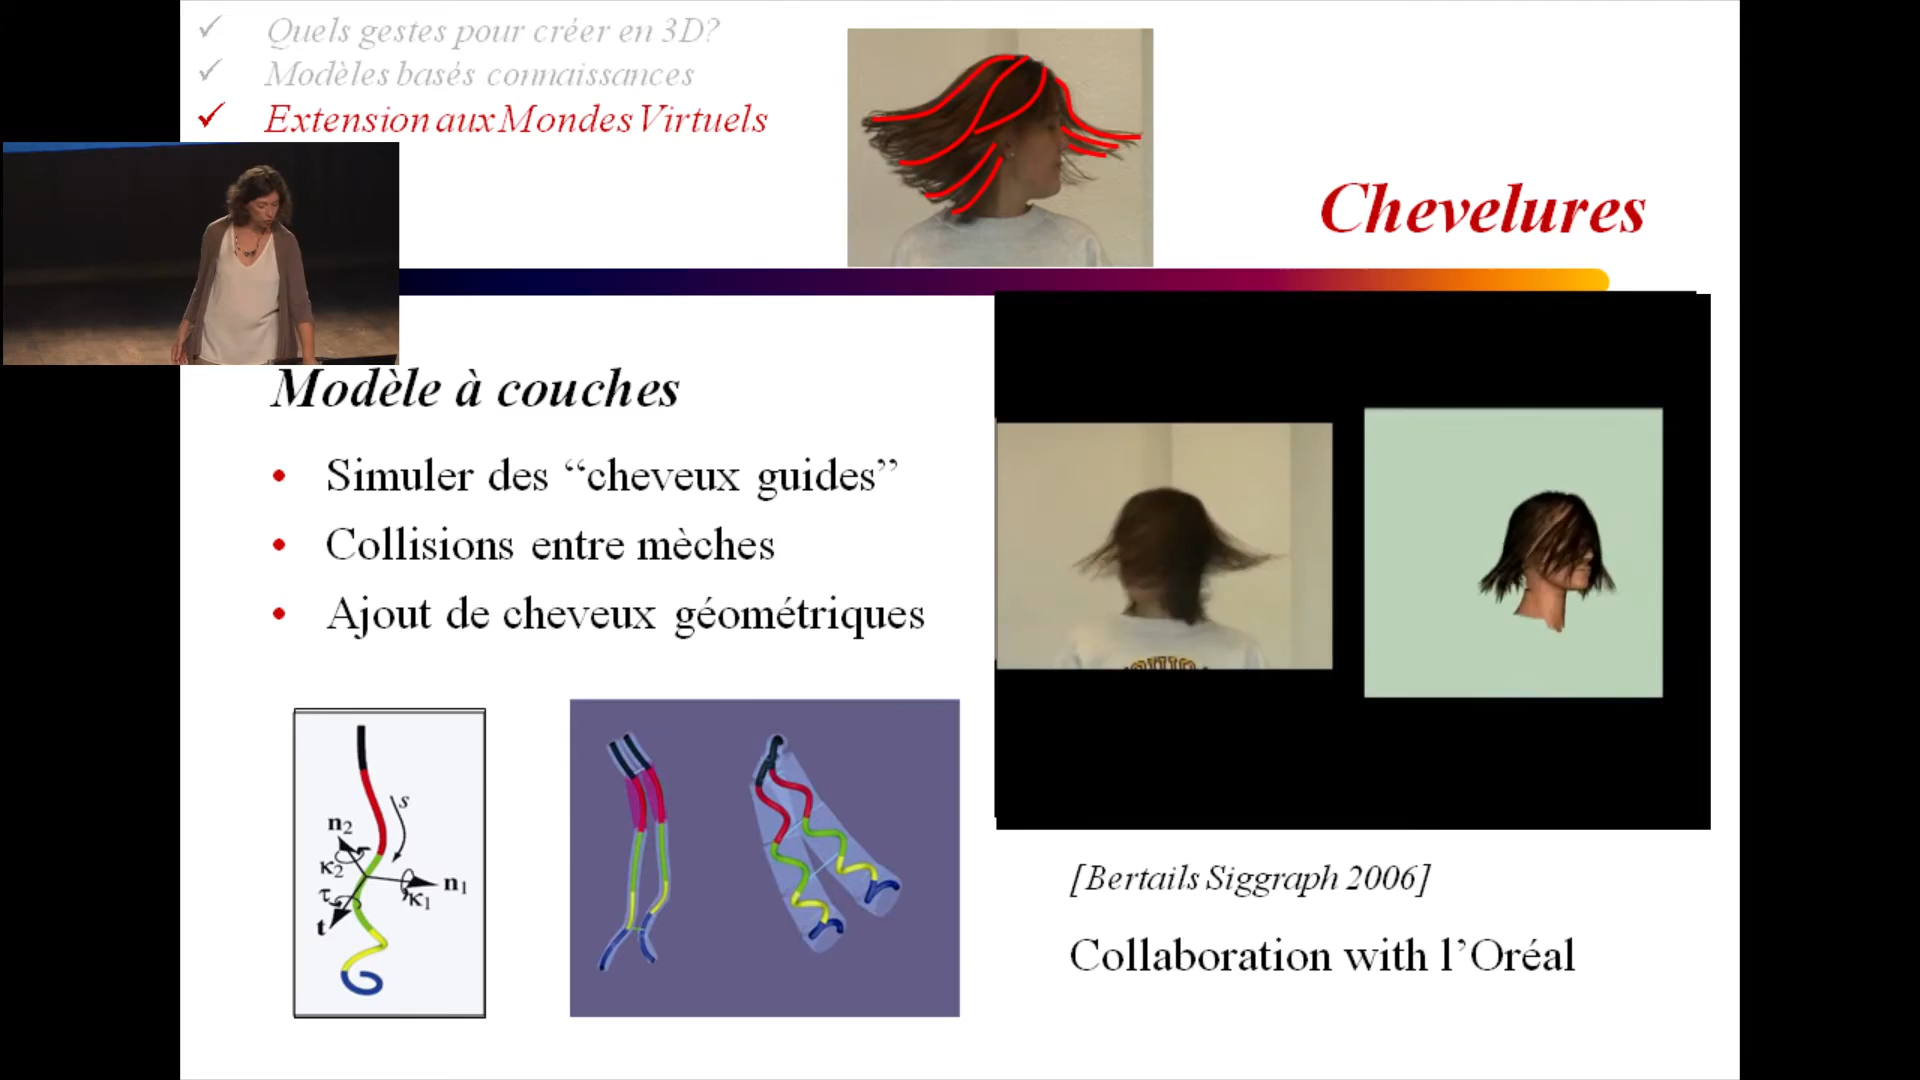 Quels gestes pour créer en 3D?
Modèles basés connaissances
Extension aux Mondes Virtuels
Chevelures
Modèle à couches
Simuler des “cheveux guides”
Collisions entre mèches
Ajout de cheveux géométriques
s
n2
κ2
n1
τ
κ1
t
[Bertails Siggraph 2006]
Collaboration with l’Oréal